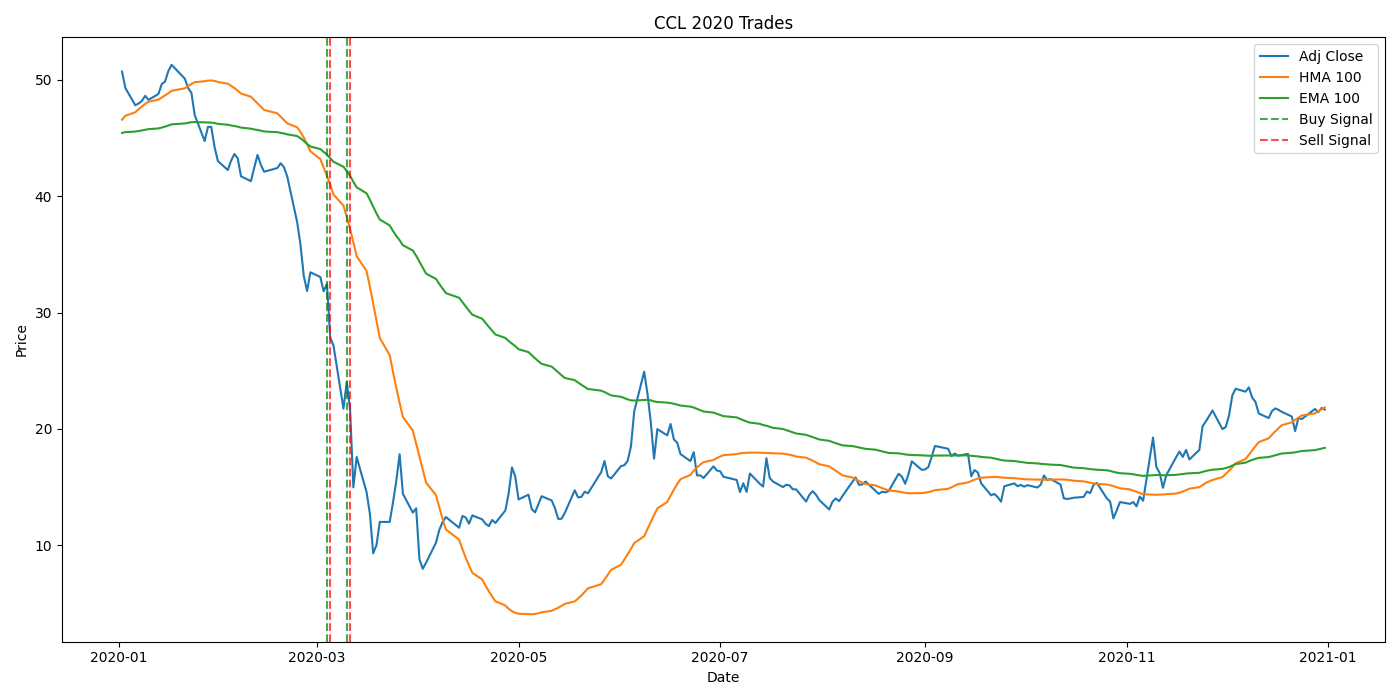 CCL 2020 Trades
Price
50
40
30
20
10
Adj Close
HMA 100
EMA 100
Buy Signal
Sell Signal
2020-01
2020-03
2020-05
2020-07
2020-09
2020-11
2021-01
Date